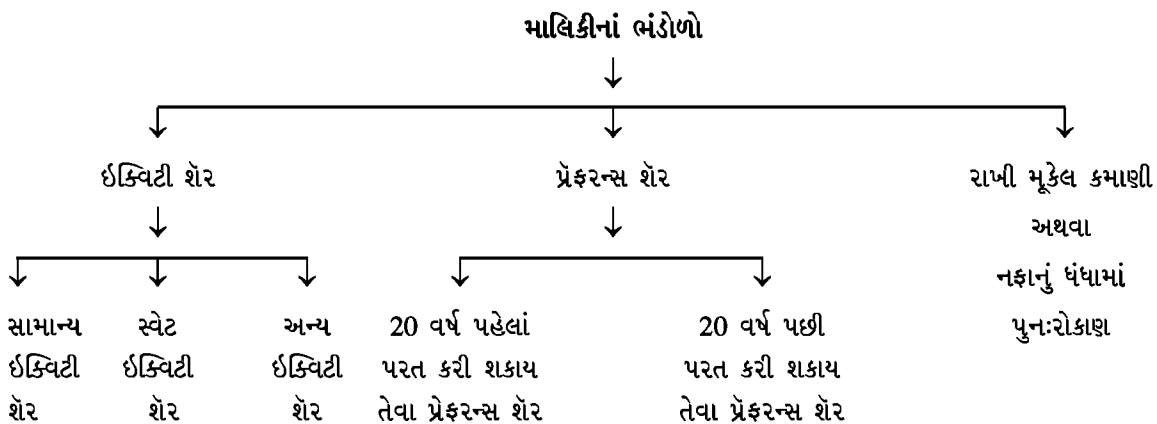 માલિકીનાં ભંડોળો
ઇક્વિટી શૅર
પ્રૅફરન્સ શૅર
રાખી મૂકેલ કમાણી
અથવા
નફાનું ધંધામાં
પુનઃરોકાણ
સામાન્ય
ઇક્વિટી
શૅર
સ્વેટ
ઇક્વિટી
શૅર
અન્ય
ઇક્વિટી
શૅર
20 વર્ષ પહેલાં
પરત કરી શકાય
તેવા પ્રેફરન્સ શૅર
20 વર્ષ પછી
પરત કરી શકાય
તેવા પ્રૅફરન્સ શૅર